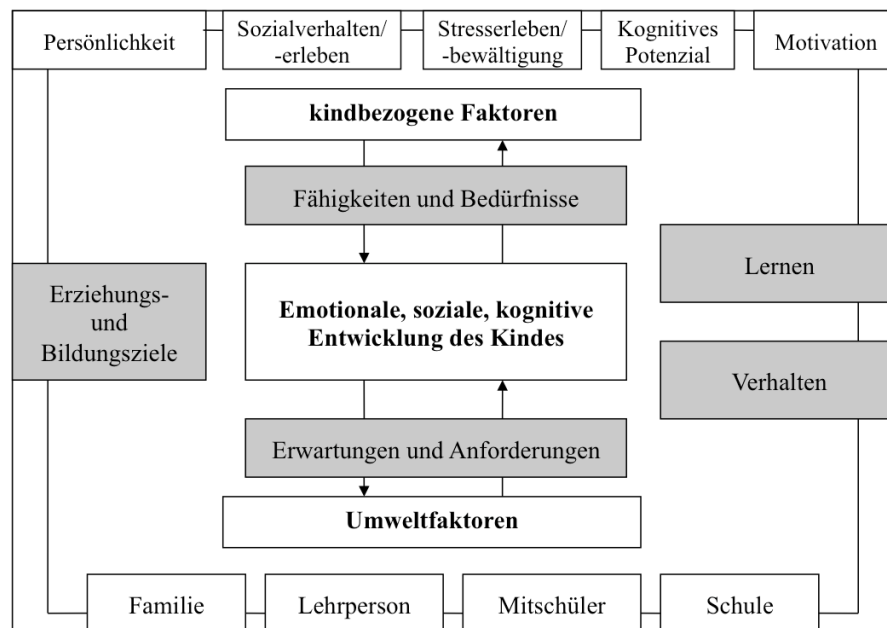 Persönlichkeit
Sozialverhalten/
-erleben
Stresserleben/
-bewältigung
Kognitives
Potenzial
Motivation
kindbezogene Faktoren
Fähigkeiten und Bedürfnisse
Erziehungs-
und
Bildungsziele
Emotionale, soziale, kognitive
Entwicklung des Kindes
Lernen
Verhalten
Erwartungen und Anforderungen
Umweltfaktoren
Familie
Lehrperson
Mitschüler
Schule